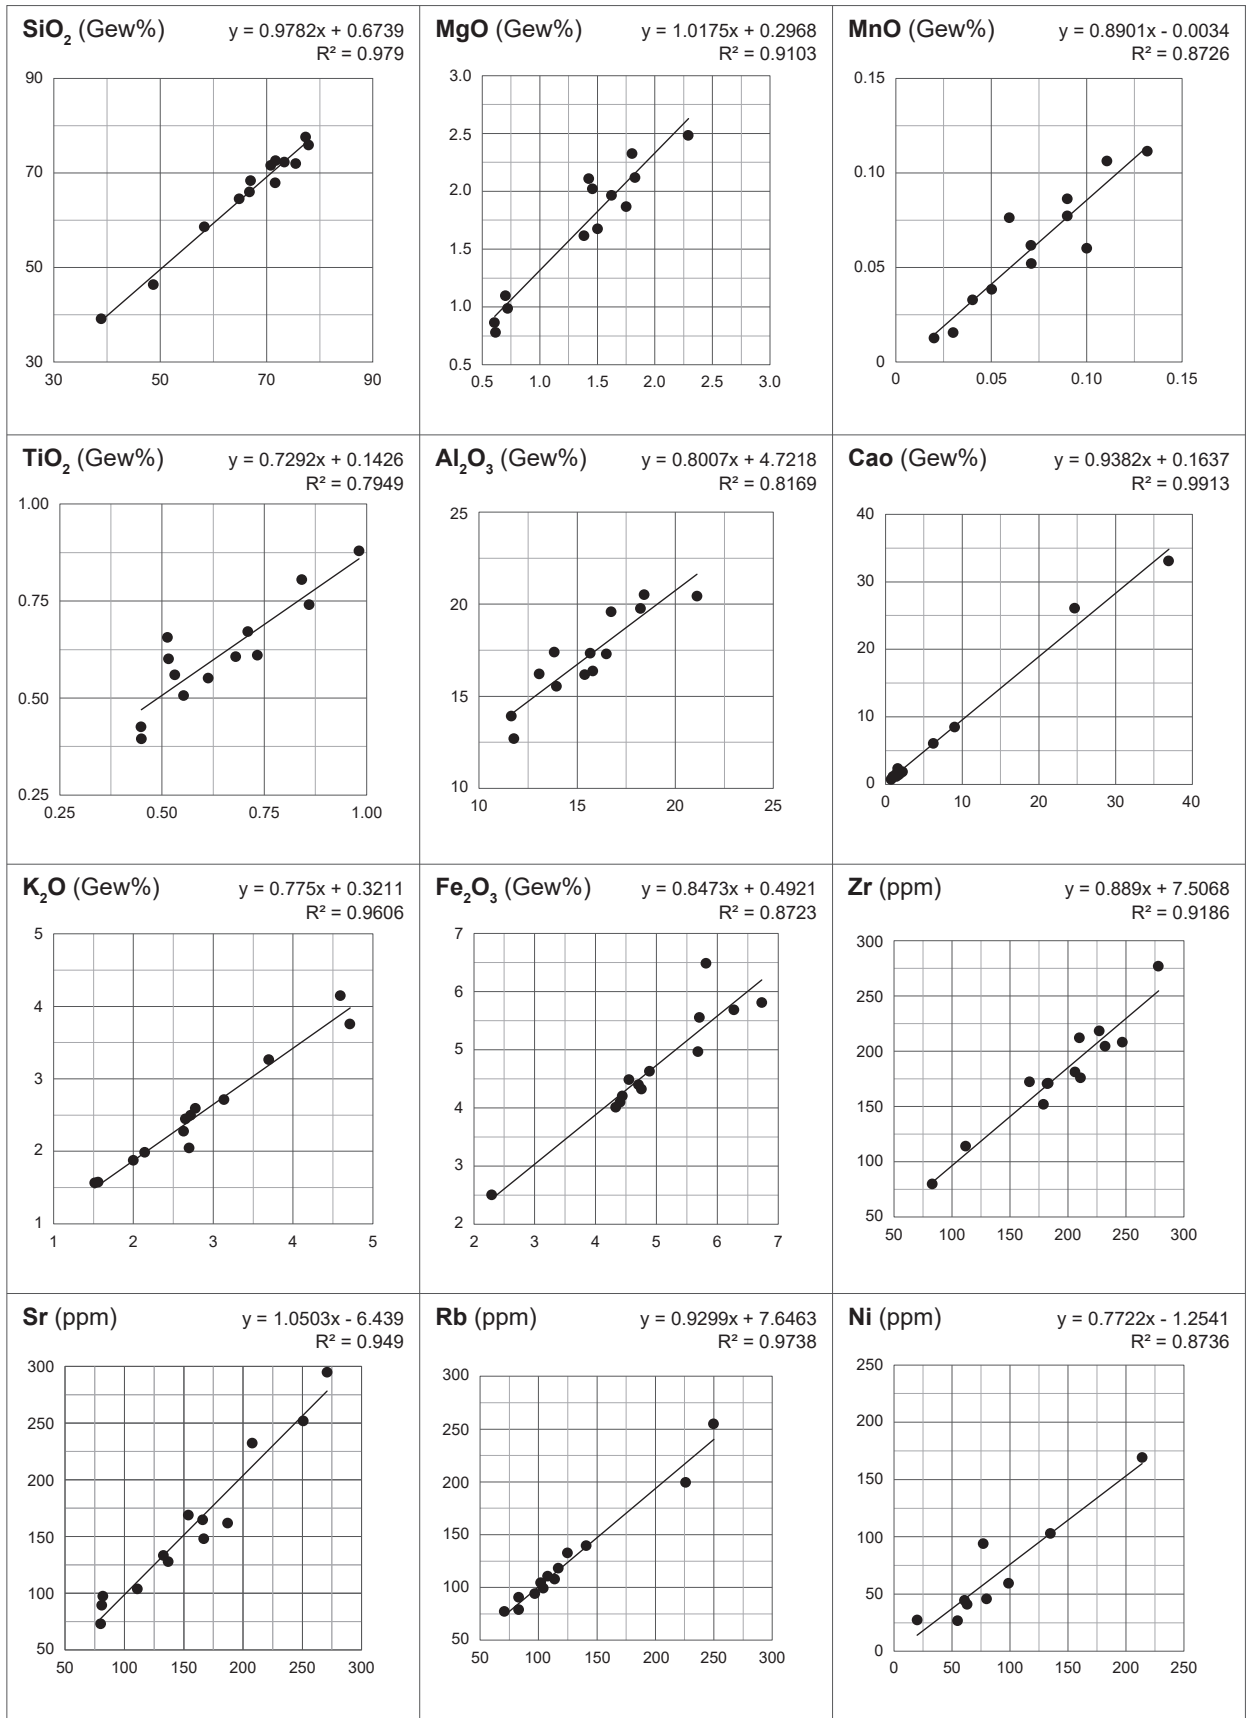 SiO₂ (Gew%)
y = 0.9782x + 0.6739
R² = 0.979
90
70
50
30
30 50 70 90
MgO (Gew%)
y = 1.0175x + 0.2968
R² = 0.9103
3.0
2.5
2.0
1.5
1.0
0.5
0.5 1.0 1.5 2.0 2.5 3.0
MnO (Gew%)
y = 0.8901x - 0.0034
R² = 0.8726
0.15
0.10
0.05
0
0 0.05 0.10 0.15
TiO₂ (Gew%)
y = 0.7292x + 0.1426
R² = 0.7949
1.00
0.75
0.50
0.25
0.25 0.50 0.75 1.00
Al₂O₃ (Gew%)
y = 0.8007x + 4.7218
R² = 0.8169
25
20
15
10
10 15 20 25
Cao (Gew%)
y = 0.9382x + 0.1637
R² = 0.9913
40
30
20
10
0
0 10 20 30 40
K₂O (Gew%)
y = 0.775x + 0.3211
R² = 0.9606
5
4
3
2
1
1 2 3 4 5
Fe₂O₃ (Gew%)
y = 0.8473x + 0.4921
R² = 0.8723
7
6
5
4
3
2
2 3 4 5 6 7
Zr (ppm)
y = 0.889x + 7.5068
R² = 0.9186
300
250
200
150
100
50
50 100 150 200 250 300
Sr (ppm)
y = 1.0503x - 6.439
R² = 0.949
300
250
200
150
100
50
50 100 150 200 250 300
Rb (ppm)
y = 0.9299x + 7.6463
R² = 0.9738
300
250
200
150
100
50
50 100 150 200 250 300
Ni (ppm)
y = 0.7722x - 1.2541
R² = 0.8736
250
200
150
100
50
0
0 50 100 150 200 250